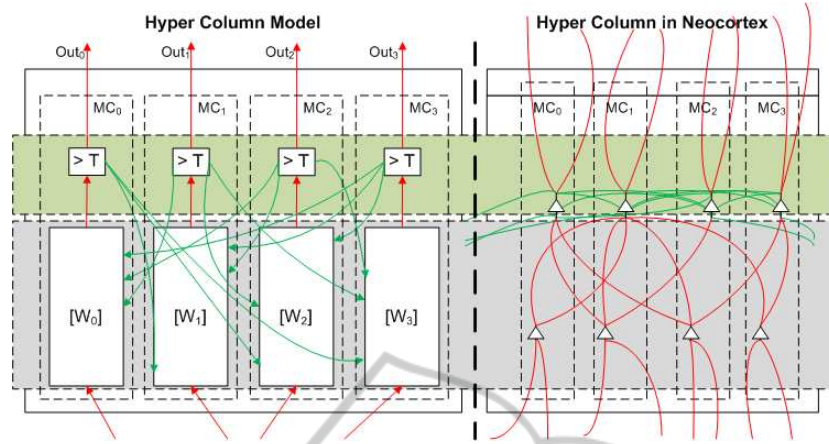 Hyper Column Model
Hyper Column in Neocortex
Out0 Out1 Out2 Out3
MC0 MC1 MC2 MC3
MC0 MC1 MC2 MC3
> T > T > T > T
[W0] [W1] [W2] [W3]